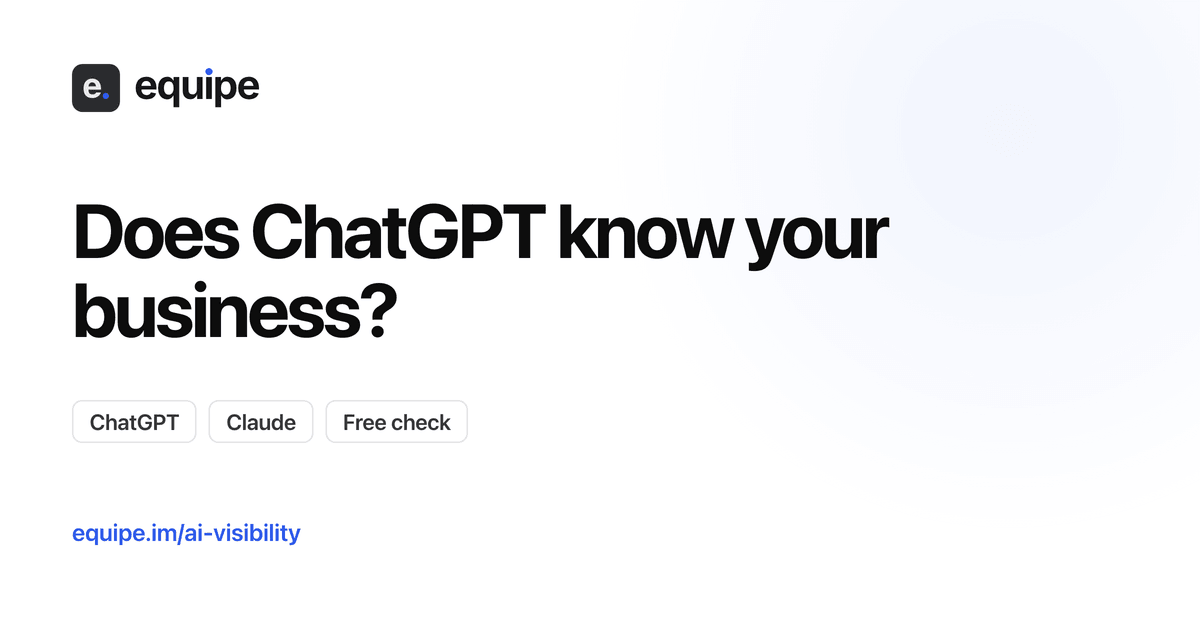 e. equipe
Does ChatGPT know your
business?
ChatGPT Claude Free check
equipe.im/ai-visibility